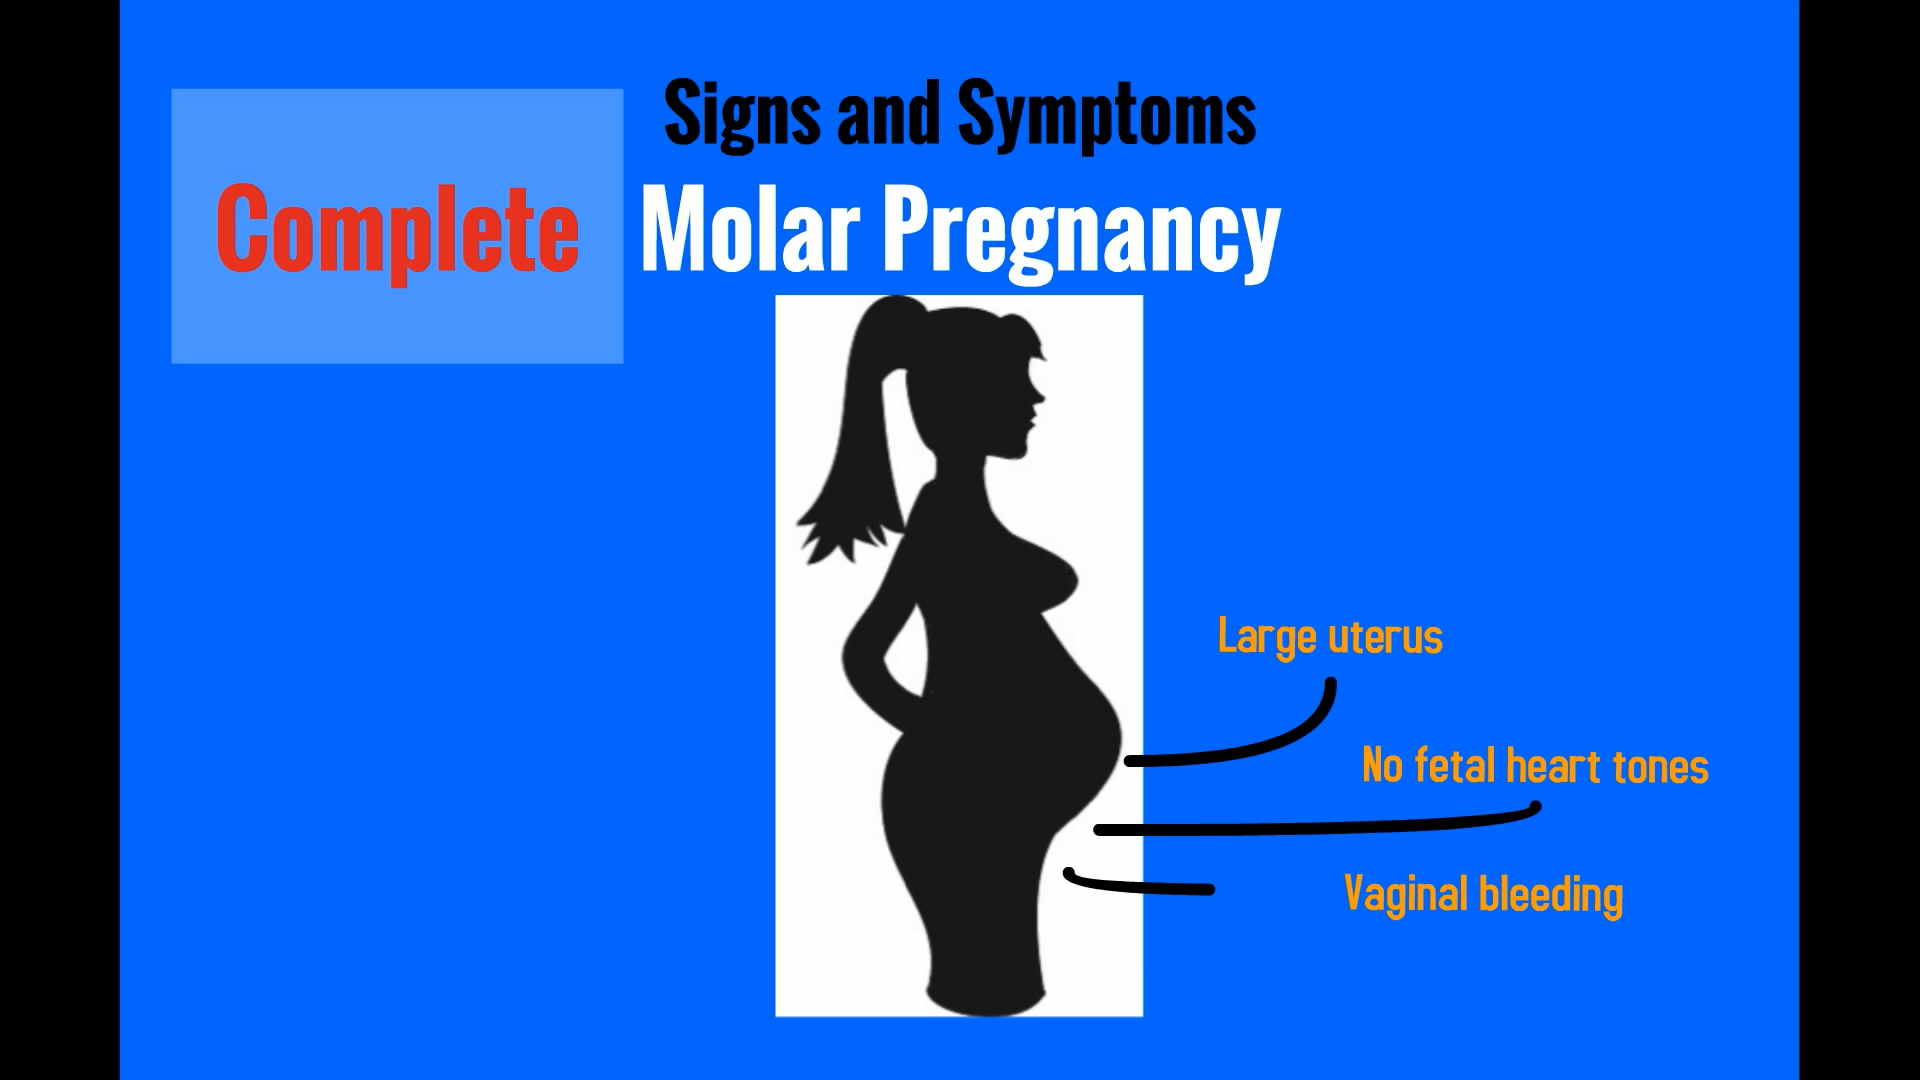 Signs and Symptoms
Complete Molar Pregnancy
Large uterus
No fetal heart tones
Vaginal bleeding